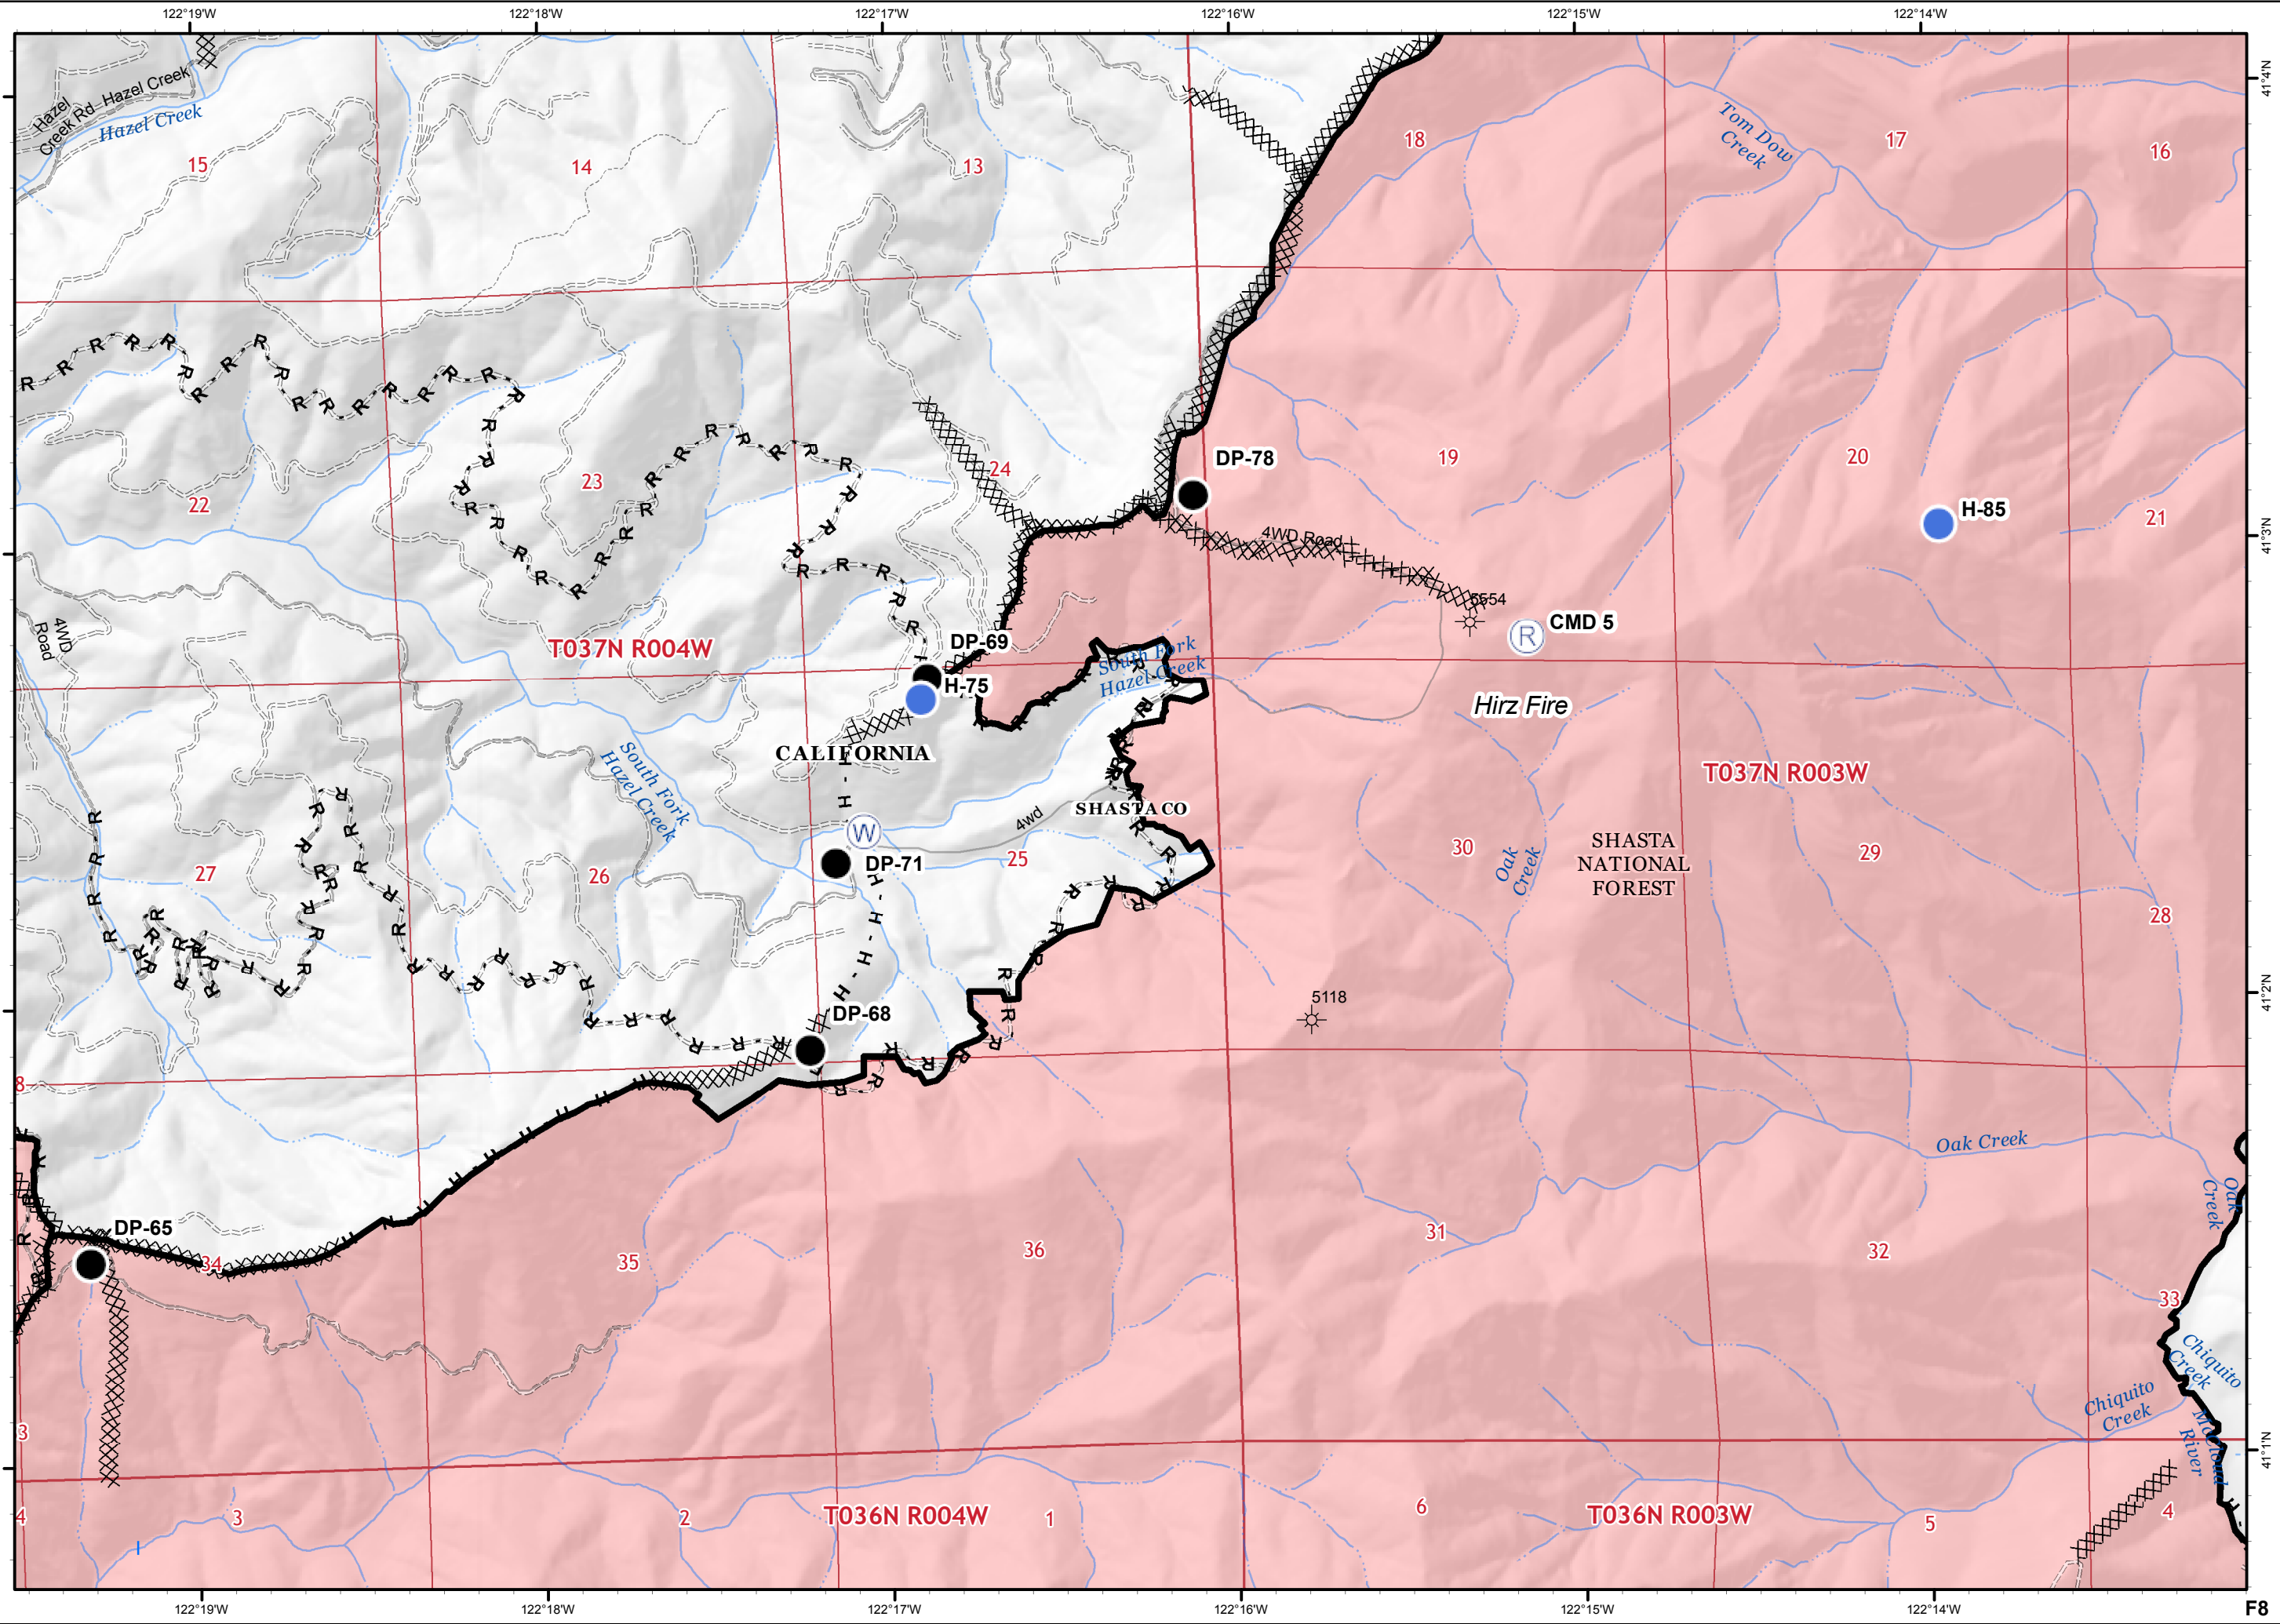 122°19'W 122°18'W 122°17'W 122°16'W 122°15'W 122°14'W
41°4'N
Hazel Creek
Hazel
Creek Rd
Hazel Creek
Tom Dow
Creek
15
14
13
18
17
16
22
23
24
19
20
21
DP-78
H-85
41°3'N
4WD Road
5554
CMD 5
R
4WD
Road
T037N R004W
DP-69
H-75
South Fork
Hazel Creek
Hirz Fire
CALIFORNIA
South Fork
Hazel Creek
T037N R003W
SHASTA CO
4wd
W
DP-71
27
26
25
30
29
28
Oak
Creek
SHASTA
NATIONAL
FOREST
41°2'N
5118
DP-68
8
Oak Creek
Oak
Creek
DP-65
34
35
36
31
32
33
Chiquito
Creek
Chiquito
Creek
McCloud
River
41°1'N
3
4
3
2
T036N R004W
1
6
T036N R003W
5
4
122°19'W 122°18'W 122°17'W 122°16'W 122°15'W 122°14'W
F8